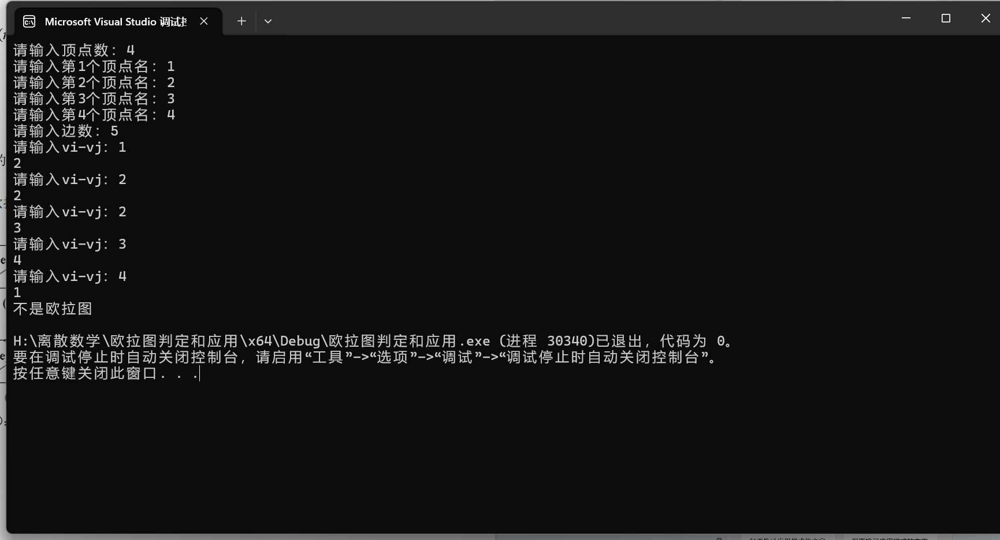 Microsoft Visual Studio 调试
请输入顶点数：4
请输入第1个顶点名：1
请输入第2个顶点名：2
请输入第3个顶点名：3
请输入第4个顶点名：4
请输入边数：5
请输入vi-vj：1
2
请输入vi-vj：2
2
请输入vi-vj：2
3
请输入vi-vj：3
4
请输入vi-vj：4
1
不是欧拉图
H:\离散数学\欧拉图判定和应用\x64\Debug\欧拉图判定和应用.exe (进程 30340)已退出，代码为 0。
要在调试停止时自动关闭控制台，请启用“工具”->“选项”->“调试”->“调试停止时自动关闭控制台”。
按任意键关闭此窗口. . .